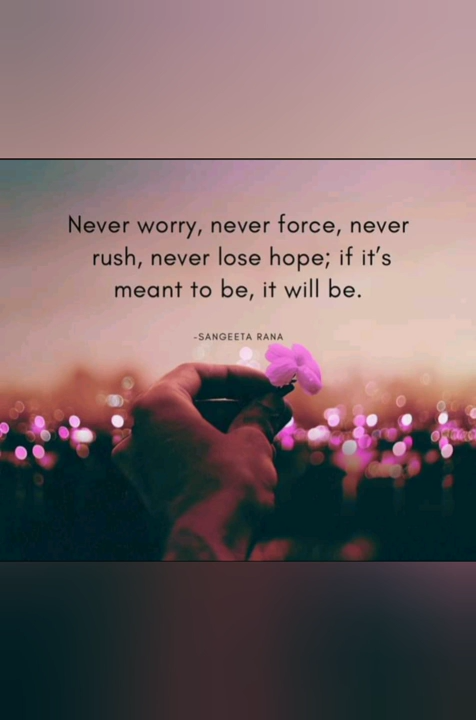 Never worry, never force, never
rush, never lose hope; if it’s
meant to be, it will be.
-SANGEETA RANA